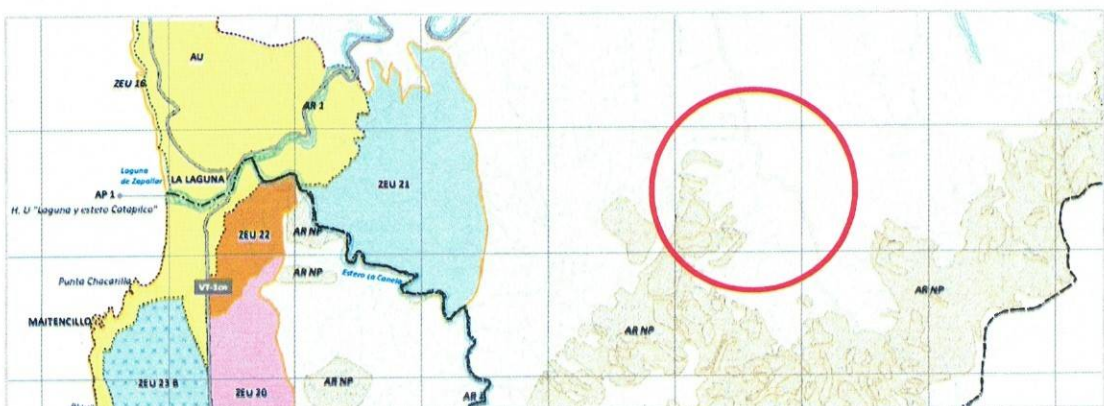 AU
ZEU 16
AR 1
Laguna
de Zapallar
LA LAGUNA
ZEU 21
AP 1
H. U "Laguna y estero Catapilco"
ZEU 22
AR NP
AR NP
Estero La Canela
Punta Chacarilla
VT-1cn
AR NP
MAITENCILLO
AR NP
ZEU 23 B
ZEU 20
AR NP